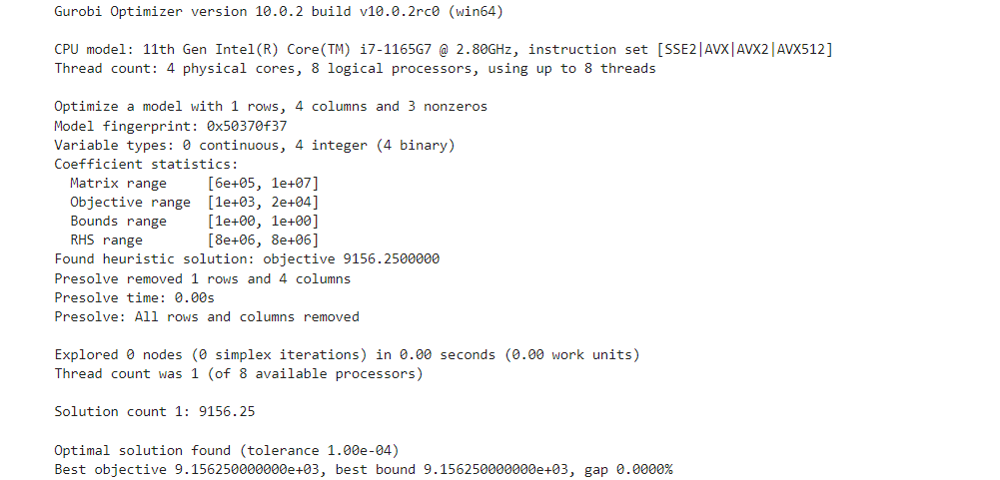 Gurobi Optimizer version 10.0.2 build v10.0.2rc0 (win64)
CPU model: 11th Gen Intel(R) Core(TM) i7-1165G7 @ 2.80GHz, instruction set [SSE2|AVX|AVX2|AVX512]
Thread count: 4 physical cores, 8 logical processors, using up to 8 threads
Optimize a model with 1 rows, 4 columns and 3 nonzeros
Model fingerprint: 0x50370f37
Variable types: 0 continuous, 4 integer (4 binary)
Coefficient statistics:
  Matrix range     [6e+05, 1e+07]
  Objective range  [1e+03, 2e+04]
  Bounds range     [1e+00, 1e+00]
  RHS range        [8e+06, 8e+06]
Found heuristic solution: objective 9156.2500000
Presolve removed 1 rows and 4 columns
Presolve time: 0.00s
Presolve: All rows and columns removed
Explored 0 nodes (0 simplex iterations) in 0.00 seconds (0.00 work units)
Thread count was 1 (of 8 available processors)
Solution count 1: 9156.25
Optimal solution found (tolerance 1.00e-04)
Best objective 9.156250000000e+03, best bound 9.156250000000e+03, gap 0.0000%